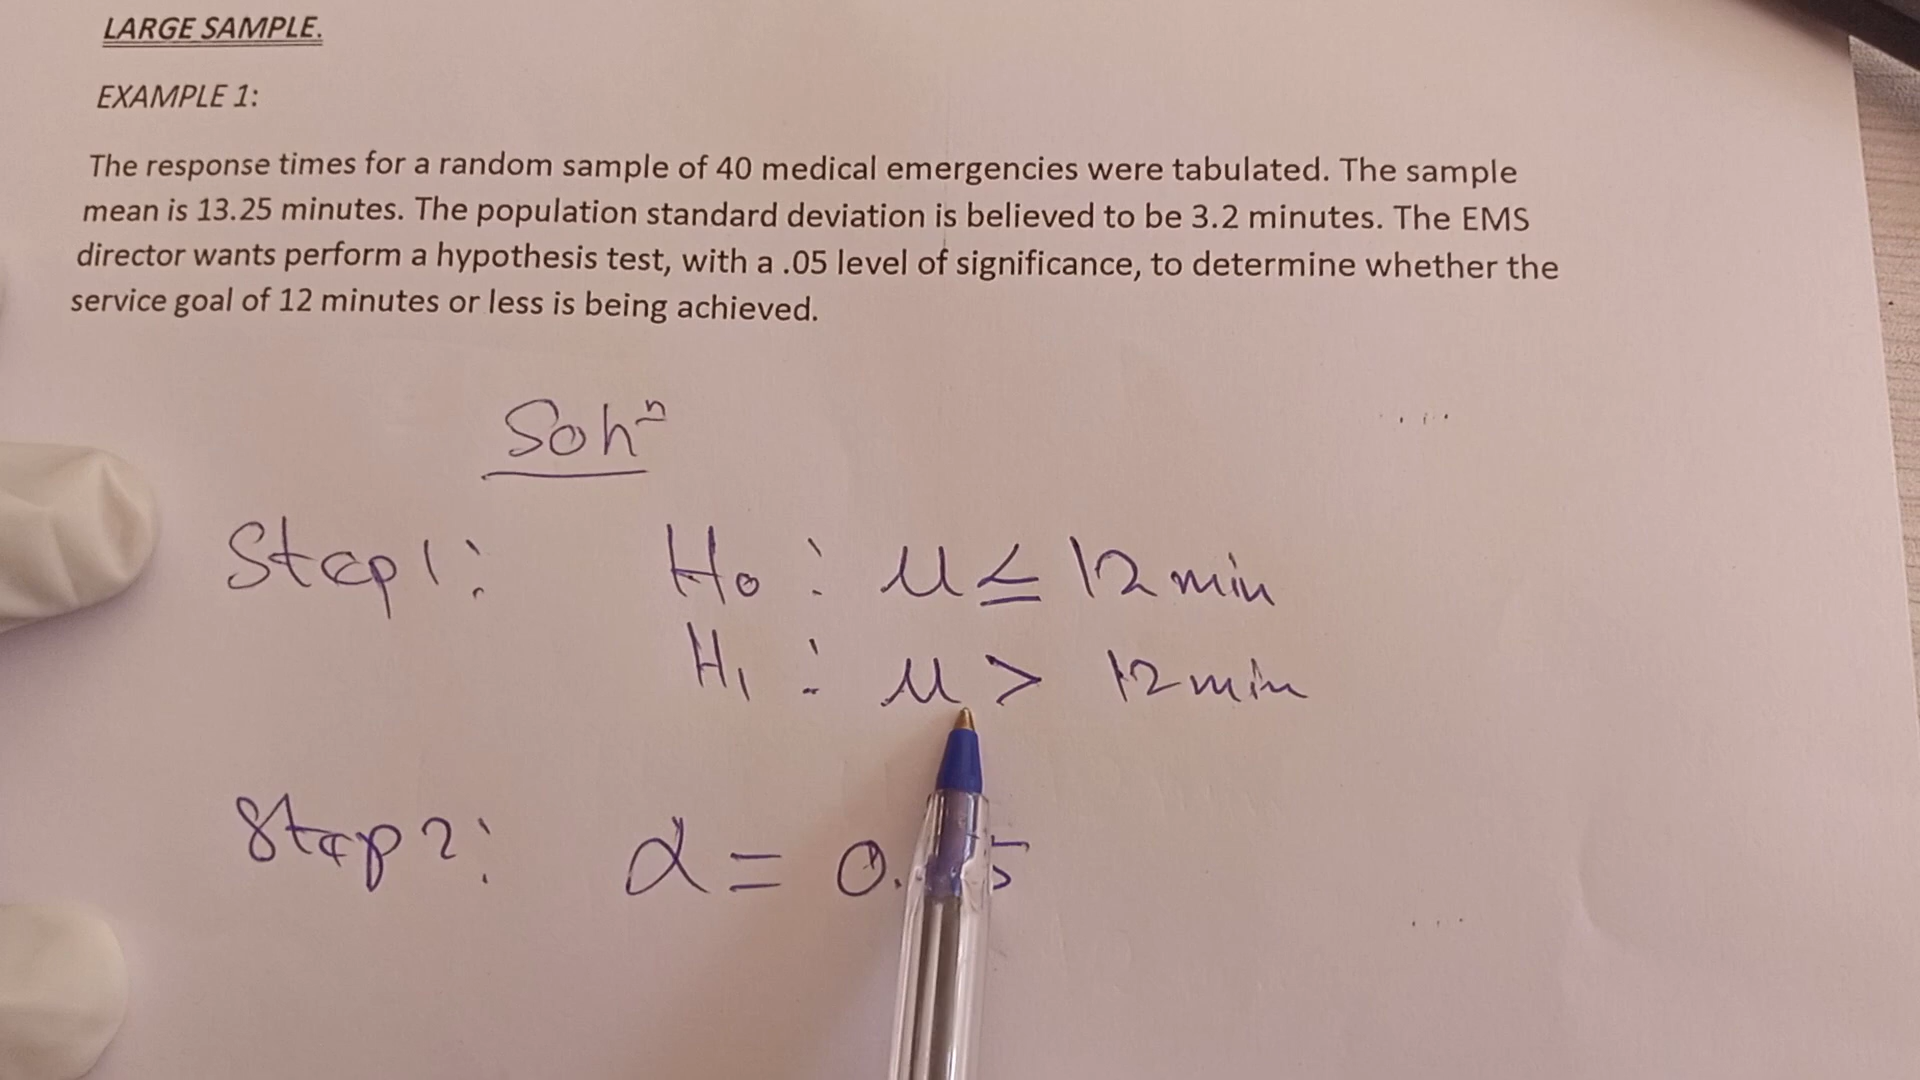 LARGE SAMPLE.
EXAMPLE 1:
The response times for a random sample of 40 medical emergencies were tabulated. The sample
mean is 13.25 minutes. The population standard deviation is believed to be 3.2 minutes. The EMS
director wants perform a hypothesis test, with a .05 level of significance, to determine whether the
service goal of 12 minutes or less is being achieved.
Soln
Step 1: H₀ : μ ≤ 12 min
H₁ : μ > 12 min
Step 2: α = 0. 5